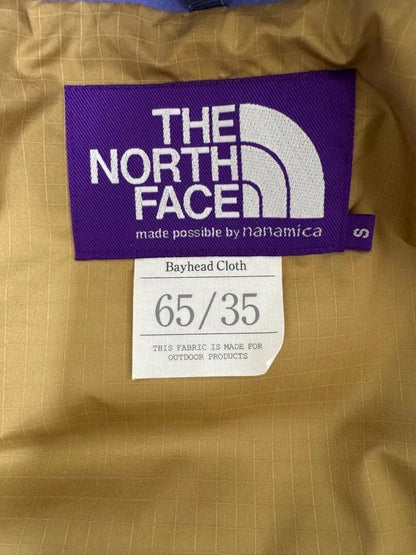 THE
NORTH
FACE
made possible by nanamica
S
Bayhead Cloth
65/35
THIS FABRIC IS MADE FOR
OUTDOOR PRODUCTS